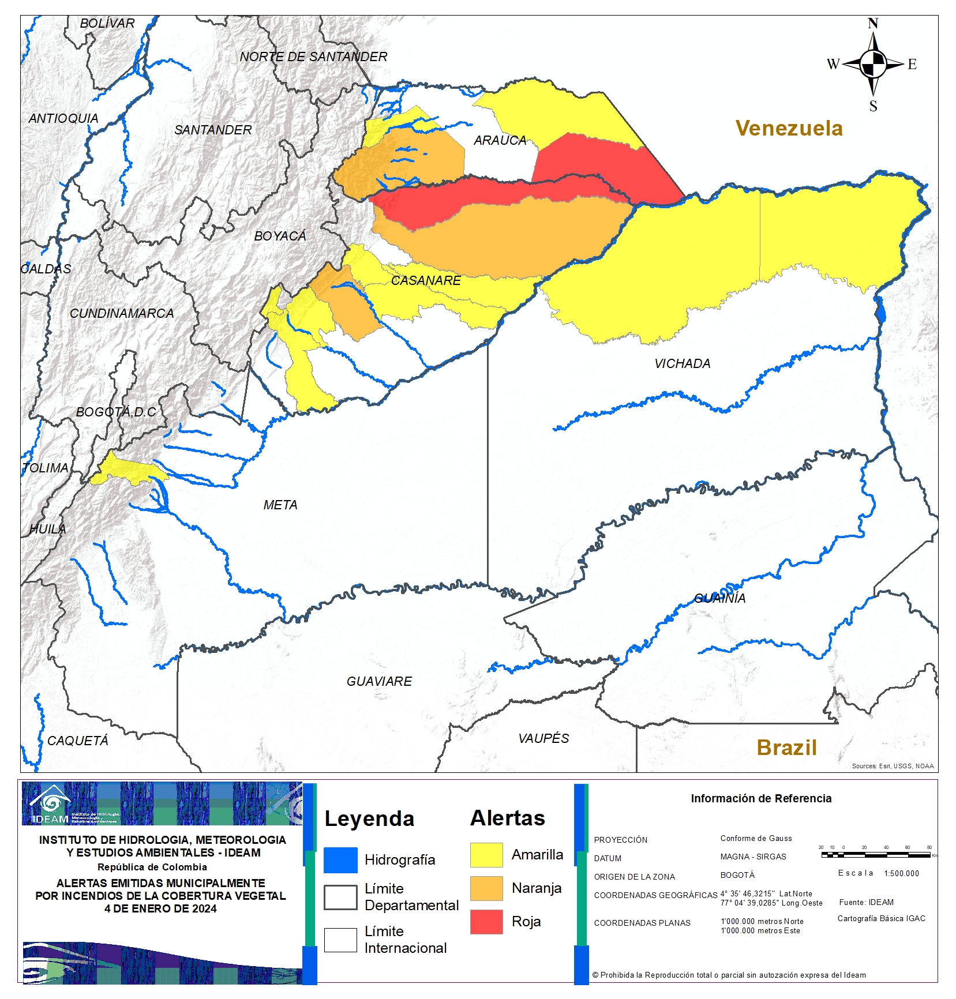 BOLÍVAR
NORTE DE SANTANDER
ANTIOQUIA
SANTANDER
ARAUCA
Venezuela
N
W
E
S
BOYACÁ
CALDAS
CASANARE
CUNDINAMARCA
VICHADA
BOGOTÁ,D.C
TOLIMA
META
HUILA
GUAINÍA
GUAVIARE
CAQUETÁ
VAUPÉS
Brazil
Sources: Esri, USGS, NOAA
IDEAM
Instituto de Hidrología,
Meteorología y
Estudios Ambientales
INSTITUTO DE HIDROLOGIA, METEOROLOGIA
Y ESTUDIOS AMBIENTALES - IDEAM
República de Colombia
ALERTAS EMITIDAS MUNICIPALMENTE
POR INCENDIOS DE LA COBERTURA VEGETAL
4 DE ENERO DE 2024
Leyenda
Hidrografía
Límite
Departamental
Límite
Internacional
Alertas
Amarilla
Naranja
Roja
Información de Referencia
PROYECCIÓN Conforme de Gauss
DATUM MAGNA - SIRGAS
ORIGEN DE LA ZONA BOGOTÁ
COORDENADAS GEOGRÁFICAS 4° 35' 46,3215'' Lat.Norte
77° 04' 39,0285" Long.Oeste
COORDENADAS PLANAS 1'000.000 metros Norte
1'000.000 metros Este
20 10 0 20 40 60 80
Km
Escala 1:500.000
Fuente: IDEAM
Cartografía Básica IGAC
© Prohibida la Reproducción total o parcial sin autozación expresa del Ideam